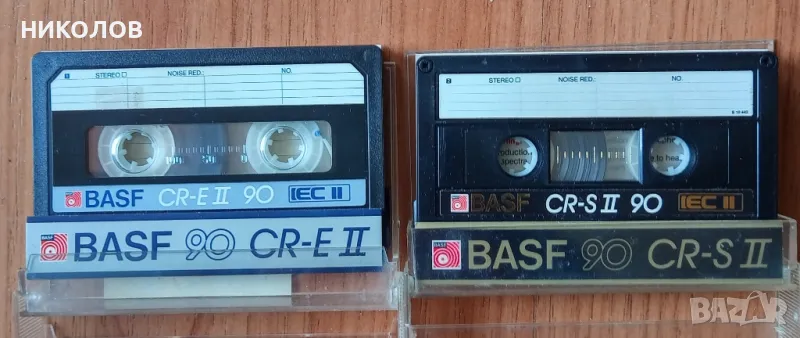 НИКОЛОВ
B STEREO NOISE RED.: NO.
BASF CR-E II 90 IEC II
BASF 90 CR-E II
B STEREO NOISE RED.: NO.
BASF CR-S II 90 IEC II
BASF 90 CR-S II
BAZAR